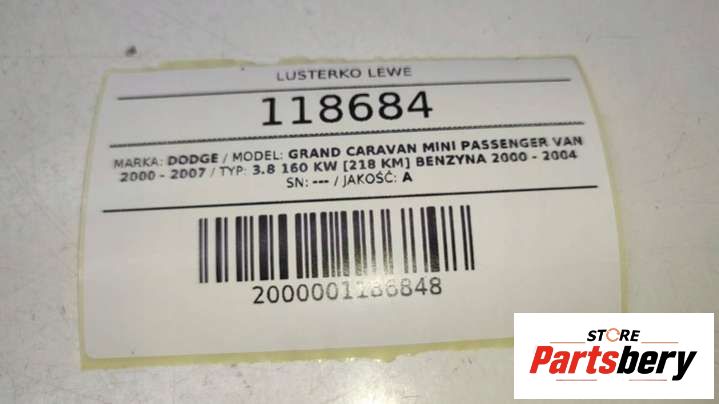 LUSTERKO LEWE
118684
MARKA: DODGE / MODEL: GRAND CARAVAN MINI PASSENGER VAN
2000 - 2007 / TYP: 3.8 160 KW [218 KM] BENZYNA 2000 - 2004
SN: --- / JAKOŚĆ: A
2000001186848
STORE
Partsbery